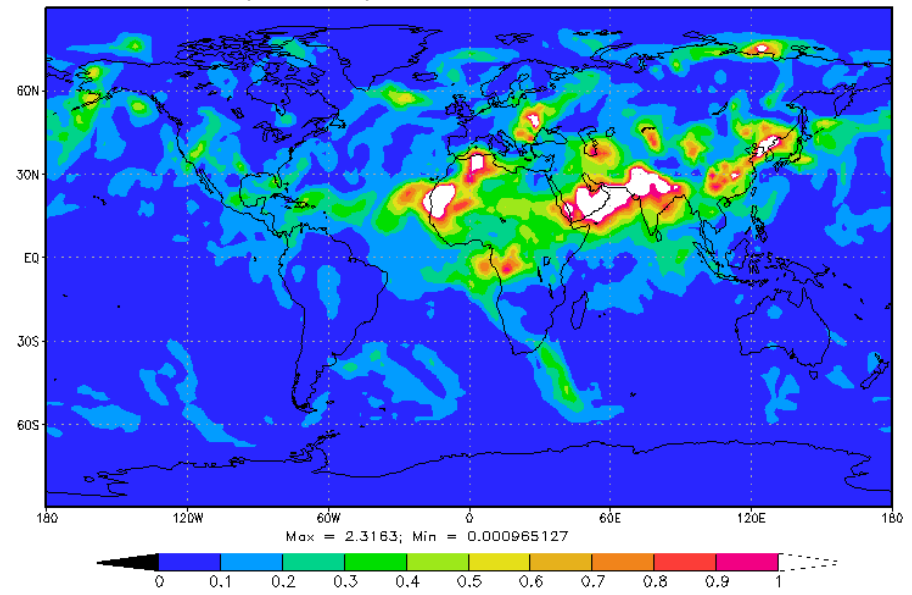 60N
30N
EQ
30S
60S
180 120W 60W 0 60E 120E 180
Max = 2.3163; Min = 0.000965127
0 0.1 0.2 0.3 0.4 0.5 0.6 0.7 0.8 0.9 1